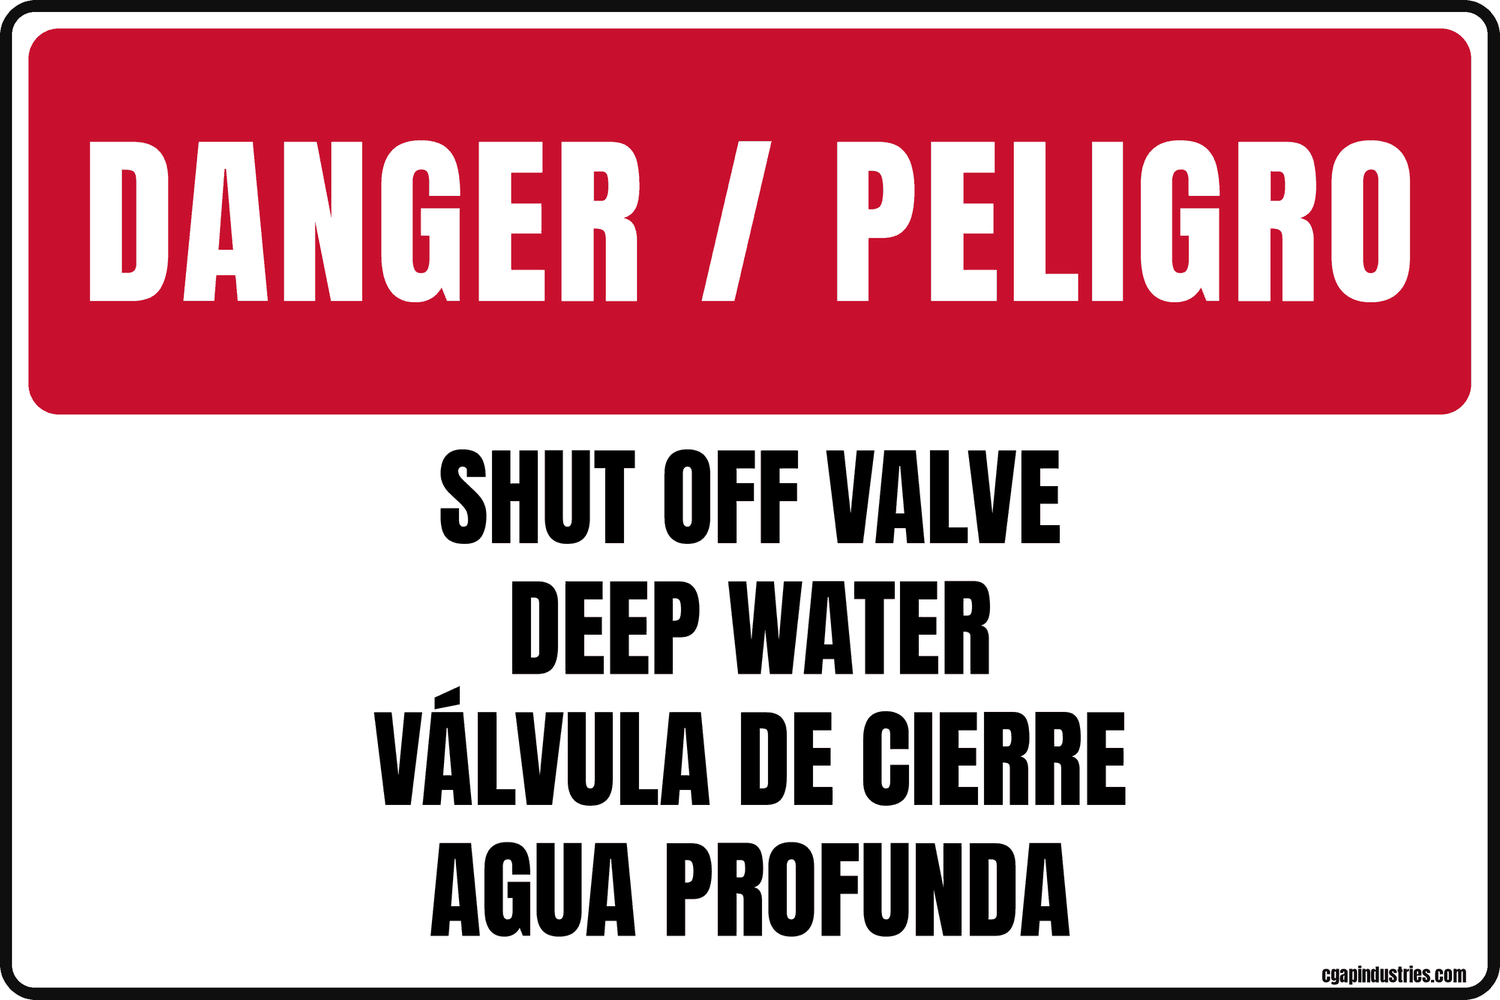 DANGER / PELIGRO
SHUT OFF VALVE
DEEP WATER
VÁLVULA DE CIERRE
AGUA PROFUNDA
cgapindustries.com